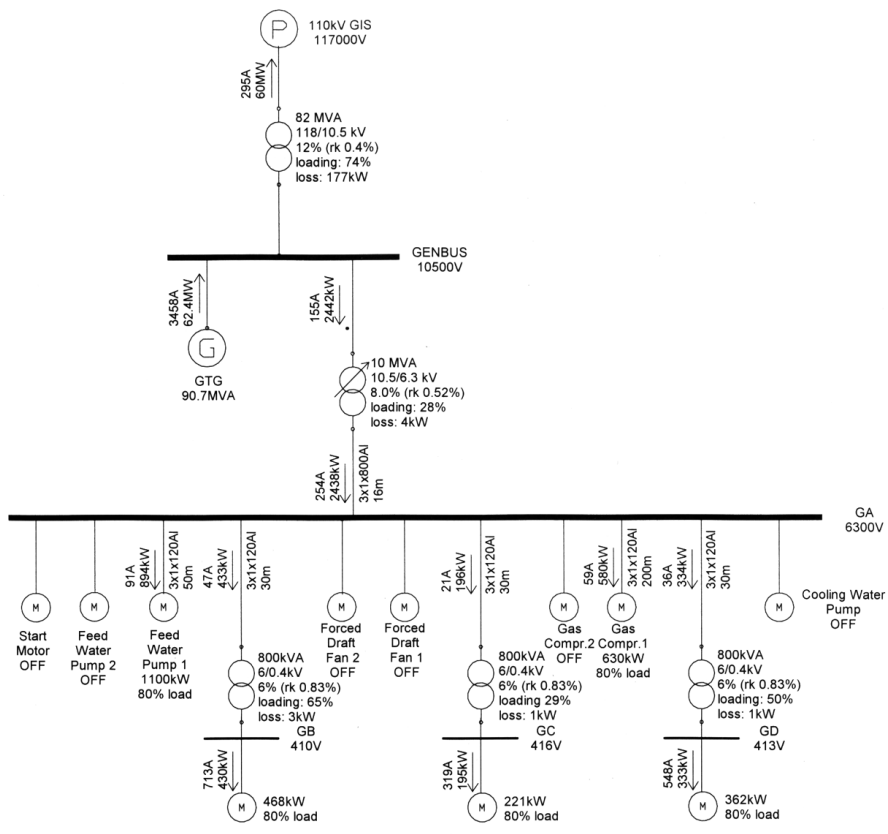 P
110kV GIS
117000V
295A
60MW
82 MVA
118/10.5 kV
12% (rk 0.4%)
loading: 74%
loss: 177kW
GENBUS
10500V
3458A
62.4MW
155A
2442kW
G
GTG
90.7MVA
10 MVA
10.5/6.3 kV
8.0% (rk 0.52%)
loading: 28%
loss: 4kW
254A
2438kW
3x1x800Al
16m
GA
6300V
91A
894kW
3x1x120Al
50m
47A
433kW
3x1x120Al
30m
21A
196kW
3x1x120Al
30m
59A
580kW
3x1x120Al
200m
36A
334kW
3x1x120Al
30m
M
Start
Motor
OFF
M
Feed
Water
Pump 2
OFF
M
Feed
Water
Pump 1
1100kW
80% load
M
Forced
Draft
Fan 2
OFF
M
Forced
Draft
Fan 1
OFF
M
Gas
Compr.2
OFF
M
Gas
Compr.1
630kW
80% load
M
Cooling Water
Pump
OFF
800kVA
6/0.4kV
6% (rk 0.83%)
loading: 65%
loss: 3kW
GB
410V
713A
430kW
M
468kW
80% load
800kVA
6/0.4kV
6% (rk 0.83%)
loading 29%
loss: 1kW
GC
416V
319A
195kW
M
221kW
80% load
800kVA
6/0.4kV
6% (rk 0.83%)
loading: 50%
loss: 1kW
GD
413V
548A
333kW
M
362kW
80% load